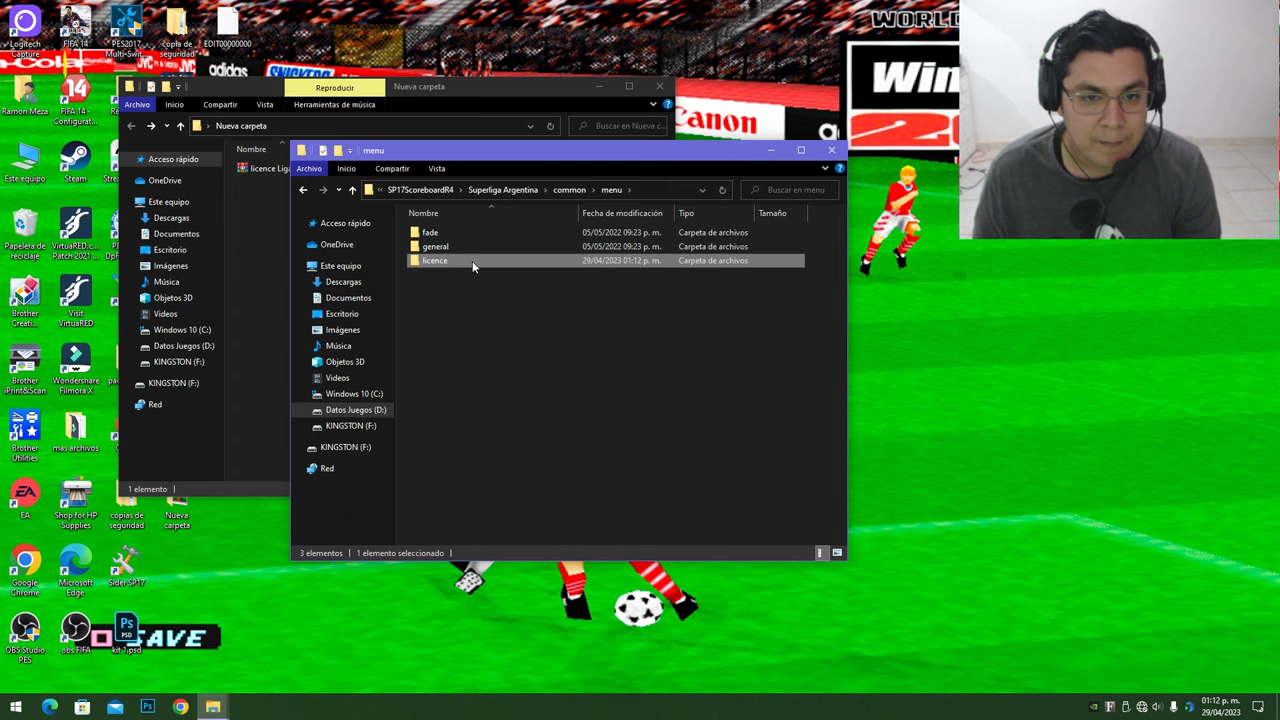 WORLD
adidas
SNICKERS
Canon
Win
Logitech Capture
FIFA 14
PES2017 Multi-Swit...
copia de seguridad
EDIT00000000
Ramon Meza
FIFA 14 - Configurat...
Este equipo
Steam
Papelera de reciclaje
VirtuaRED.c... Patch 2021 ...
Brother Creati...
Visit VirtuaRED
Brother iPrint&Scan
Wondershare Filmora X
Brother Utilities
mas archivos
EA
Shop for HP Supplies
copias de seguridad
Nueva carpeta
Google Chrome
Microsoft Edge
Sider SP17
OBS Studio PES
obs FIFA
kit 1.psd
SAVE
Reproducir
Nueva carpeta
Archivo
Inicio
Compartir
Vista
Herramientas de música
Nueva carpeta
Buscar en Nueva c...
Nombre
licence Liga
Acceso rápido
OneDrive
Este equipo
Descargas
Documentos
Escritorio
Imágenes
Música
Objetos 3D
Videos
Windows 10 (C:)
Datos Juegos (D:)
KINGSTON (F:)
KINGSTON (F:)
Red
1 elemento
menu
Archivo
Inicio
Compartir
Vista
« SP17ScoreboardR4 › Superliga Argentina › common › menu ›
Buscar en menu
Nombre Fecha de modificación Tipo Tamaño
fade 05/05/2022 09:23 p. m. Carpeta de archivos
general 05/05/2022 09:23 p. m. Carpeta de archivos
licence 29/04/2023 01:12 p. m. Carpeta de archivos
Acceso rápido
OneDrive
Este equipo
Descargas
Documentos
Escritorio
Imágenes
Música
Objetos 3D
Videos
Windows 10 (C:)
Datos Juegos (D:)
KINGSTON (F:)
KINGSTON (F:)
Red
3 elementos
1 elemento seleccionado
01:12 p. m.
29/04/2023